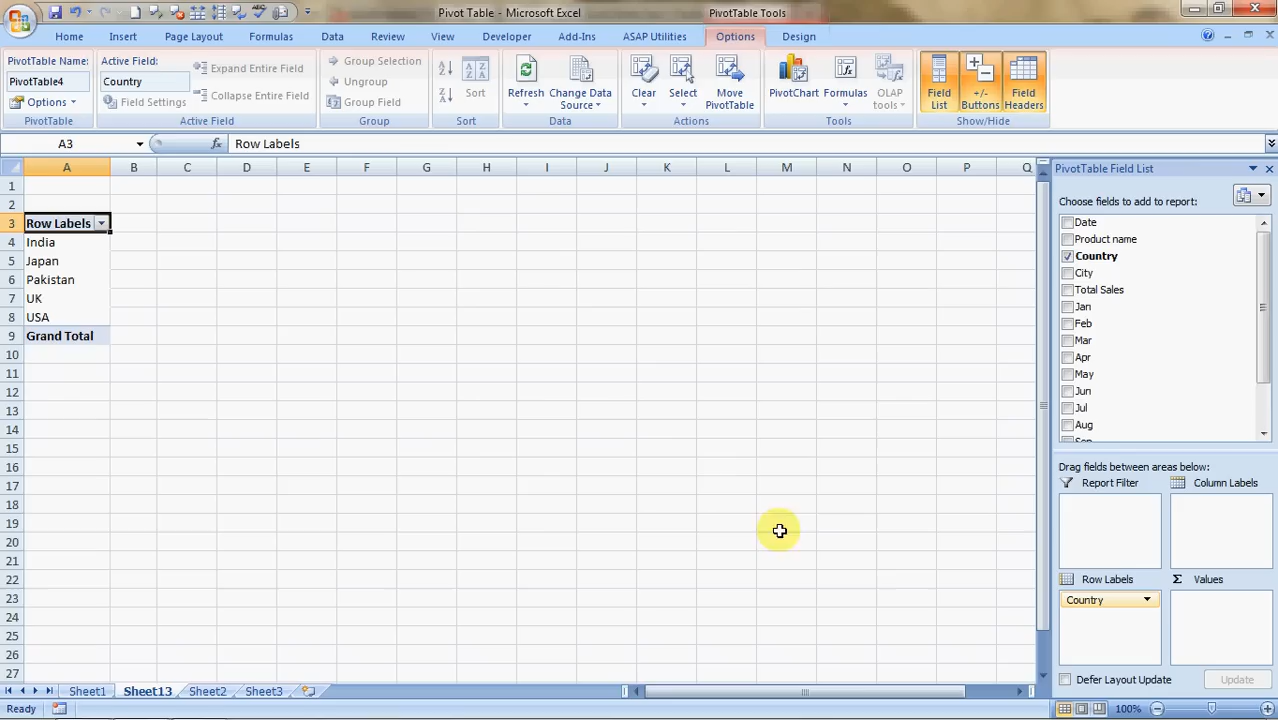 Pivot Table - Microsoft Excel
PivotTable Tools
Home Insert Page Layout Formulas Data Review View Developer Add-Ins ASAP Utilities Options Design
PivotTable Name:
PivotTable4
Options
PivotTable
Active Field:
Country
Field Settings
Expand Entire Field
Collapse Entire Field
Active Field
Group Selection
Ungroup
Group Field
Group
Sort
Sort
Refresh
Change Data
Source
Data
Clear
Select
Move
PivotTable
Actions
PivotChart
Formulas
OLAP
tools
Tools
Field
List
+/-
Buttons
Field
Headers
Show/Hide
A3
fx
Row Labels
A B C D E F G H I J K L M N O P Q
1
2
3 Row Labels
4 India
5 Japan
6 Pakistan
7 UK
8 USA
9 Grand Total
10
11
12
13
14
15
16
17
18
19
20
21
22
23
24
25
26
27
PivotTable Field List
Choose fields to add to report:
Date
Product name
Country
City
Total Sales
Jan
Feb
Mar
Apr
May
Jun
Jul
Aug
Sep
Drag fields between areas below:
Report Filter
Column Labels
Row Labels
Σ Values
Country
Defer Layout Update
Update
Sheet1 Sheet13 Sheet2 Sheet3
Ready
100%